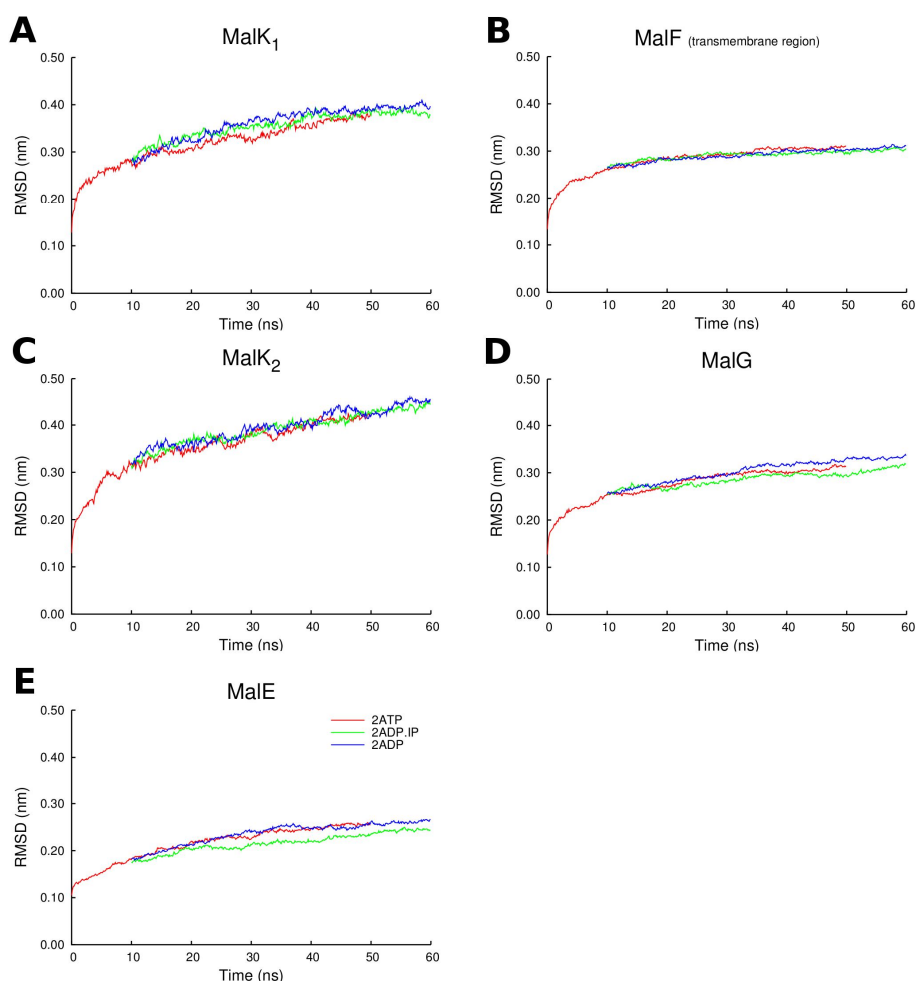 A
MalK1
RMSD (nm)
0.50
0.40
0.30
0.20
0.10
0.00
0 10 20 30 40 50 60
Time (ns)
B
MalF (transmembrane region)
RMSD (nm)
0.50
0.40
0.30
0.20
0.10
0.00
0 10 20 30 40 50 60
Time (ns)
C
MalK2
RMSD (nm)
0.50
0.40
0.30
0.20
0.10
0.00
0 10 20 30 40 50 60
Time (ns)
D
MalG
RMSD (nm)
0.50
0.40
0.30
0.20
0.10
0.00
0 10 20 30 40 50 60
Time (ns)
E
MalE
2ATP
2ADP.IP
2ADP
RMSD (nm)
0.50
0.40
0.30
0.20
0.10
0.00
0 10 20 30 40 50 60
Time (ns)